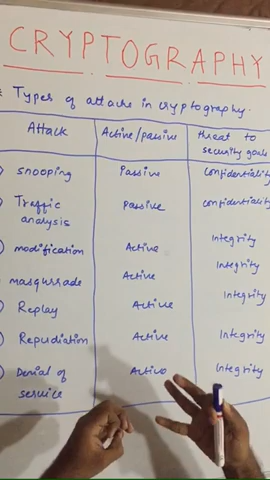 CRYPTOGRAPHY
Types of attacks in cryptography.
Attack Active/passive threat to
security goals
snooping Passive Confidentiality
Traffic passive confidentiality
analysis
modification Active Integrity
masqurrade Active Integrity
Replay Active Integrity
Repudiation Active Integrity
Denial of Active Integrity
service